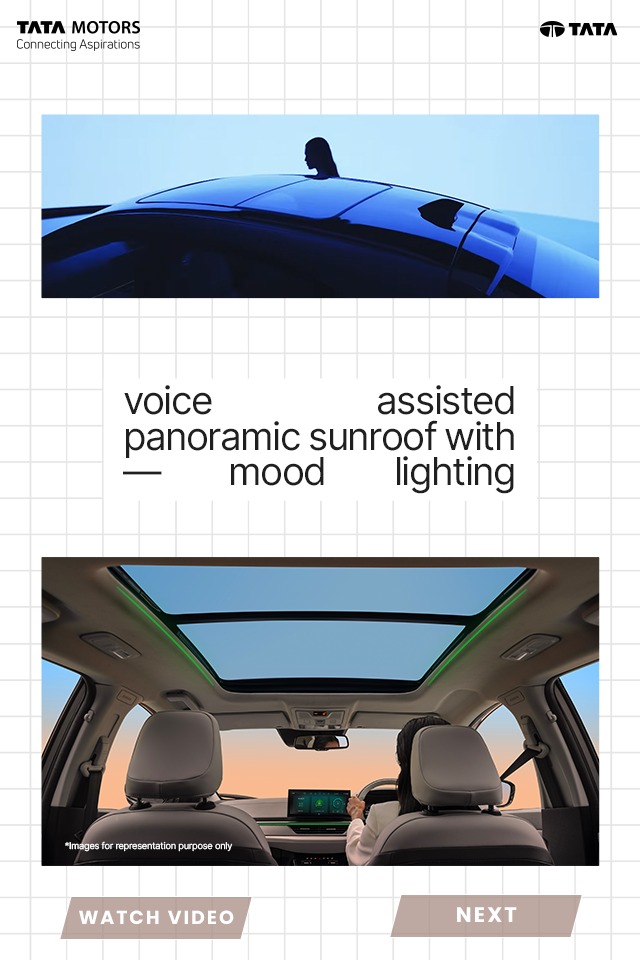 TATA MOTORS
Connecting Aspirations
TATA
voice assisted
panoramic sunroof with
— mood lighting
*Images for representation purpose only
WATCH VIDEO
NEXT